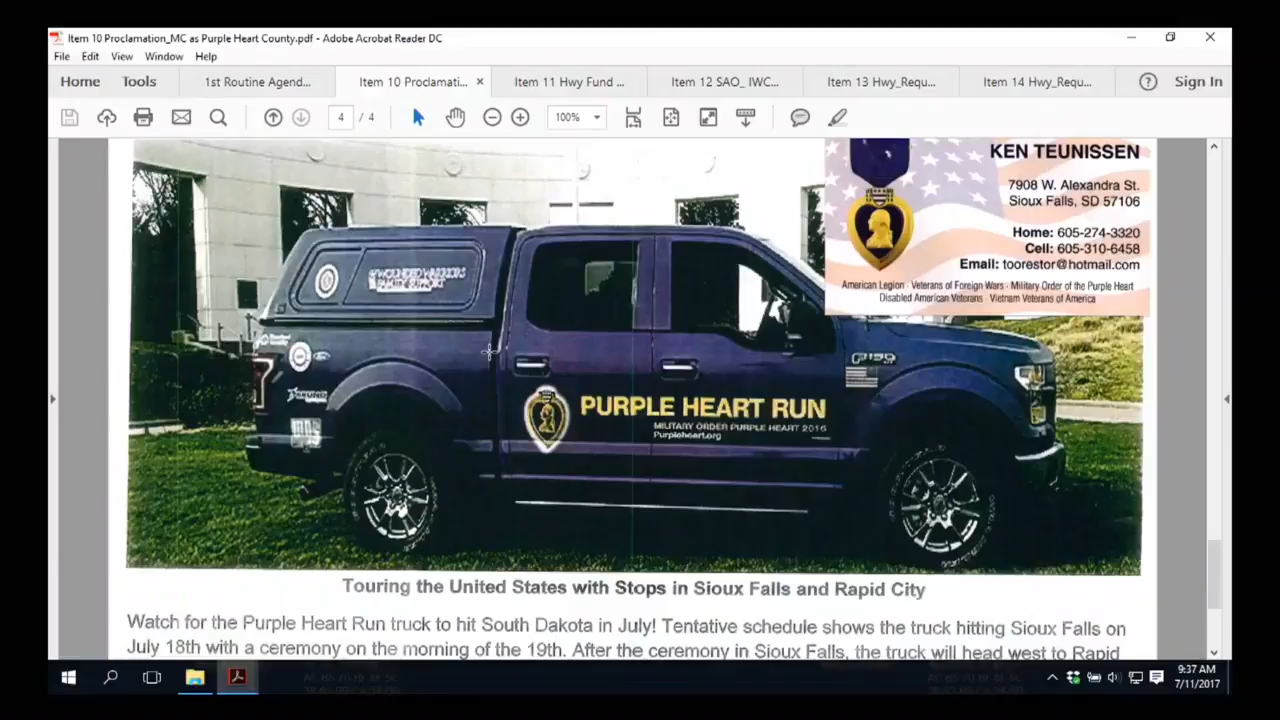 Item 10 Proclamation_MC as Purple Heart County.pdf - Adobe Acrobat Reader DC
File Edit View Window Help
Home Tools 1st Routine Agend... Item 10 Proclamati... × Item 11 Hwy Fund ... Item 12 SAO_ IWC... Item 13 Hwy_Requ... Item 14 Hwy_Requ... Sign In
4 / 4 100%
KEN TEUNISSEN
7908 W. Alexandra St.
Sioux Falls, SD 57106
Home: 605-274-3320
Cell: 605-310-6458
Email: toorestor@hotmail.com
American Legion · Veterans of Foreign Wars · Military Order of the Purple Heart
Disabled American Veterans · Vietnam Veterans of America
WOUNDED WARRIORS
FAMILY SUPPORT
F150
PURPLE HEART RUN
MILITARY ORDER PURPLE HEART 2016
Purpleheart.org
Touring the United States with Stops in Sioux Falls and Rapid City
Watch for the Purple Heart Run truck to hit South Dakota in July! Tentative schedule shows the truck hitting Sioux Falls on
July 18th with a ceremony on the morning of the 19th. After the ceremony in Sioux Falls, the truck will head west to Rapid
9:37 AM
7/11/2017